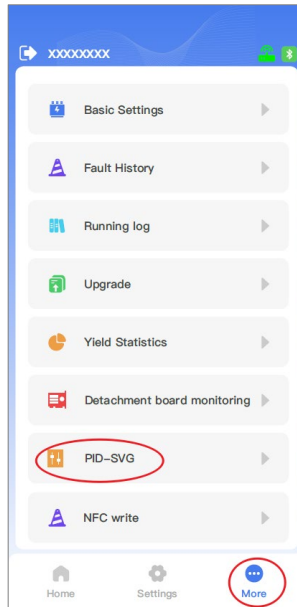 XXXXXXXX
Basic Settings
Fault History
Running log
Upgrade
Yield Statistics
Detachment board monitoring
PID-SVG
NFC write
Home
Settings
More